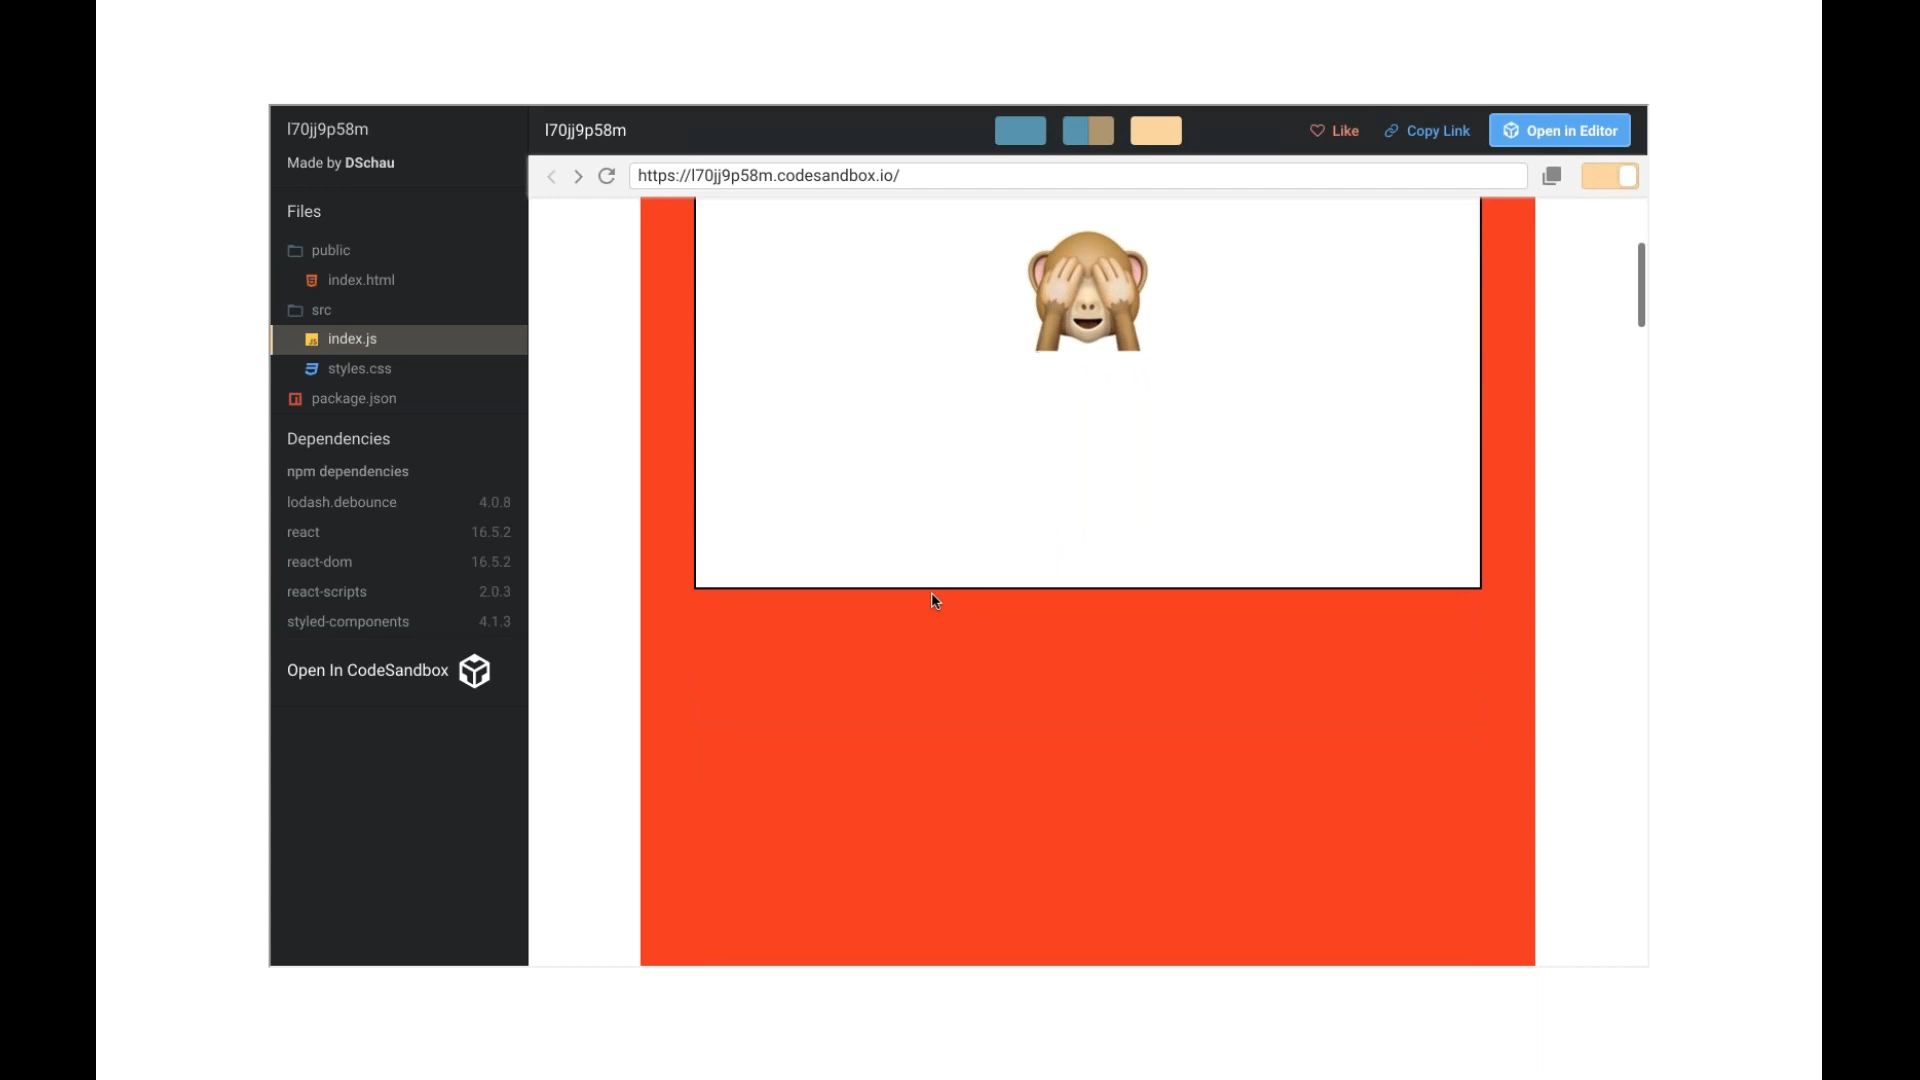 l70jj9p58m
Made by DSchau
Files
public
index.html
src
index.js
styles.css
package.json
Dependencies
npm dependencies
lodash.debounce 4.0.8
react 16.5.2
react-dom 16.5.2
react-scripts 2.0.3
styled-components 4.1.3
Open In CodeSandbox
l70jj9p58m
Like
Copy Link
Open in Editor
https://l70jj9p58m.codesandbox.io/